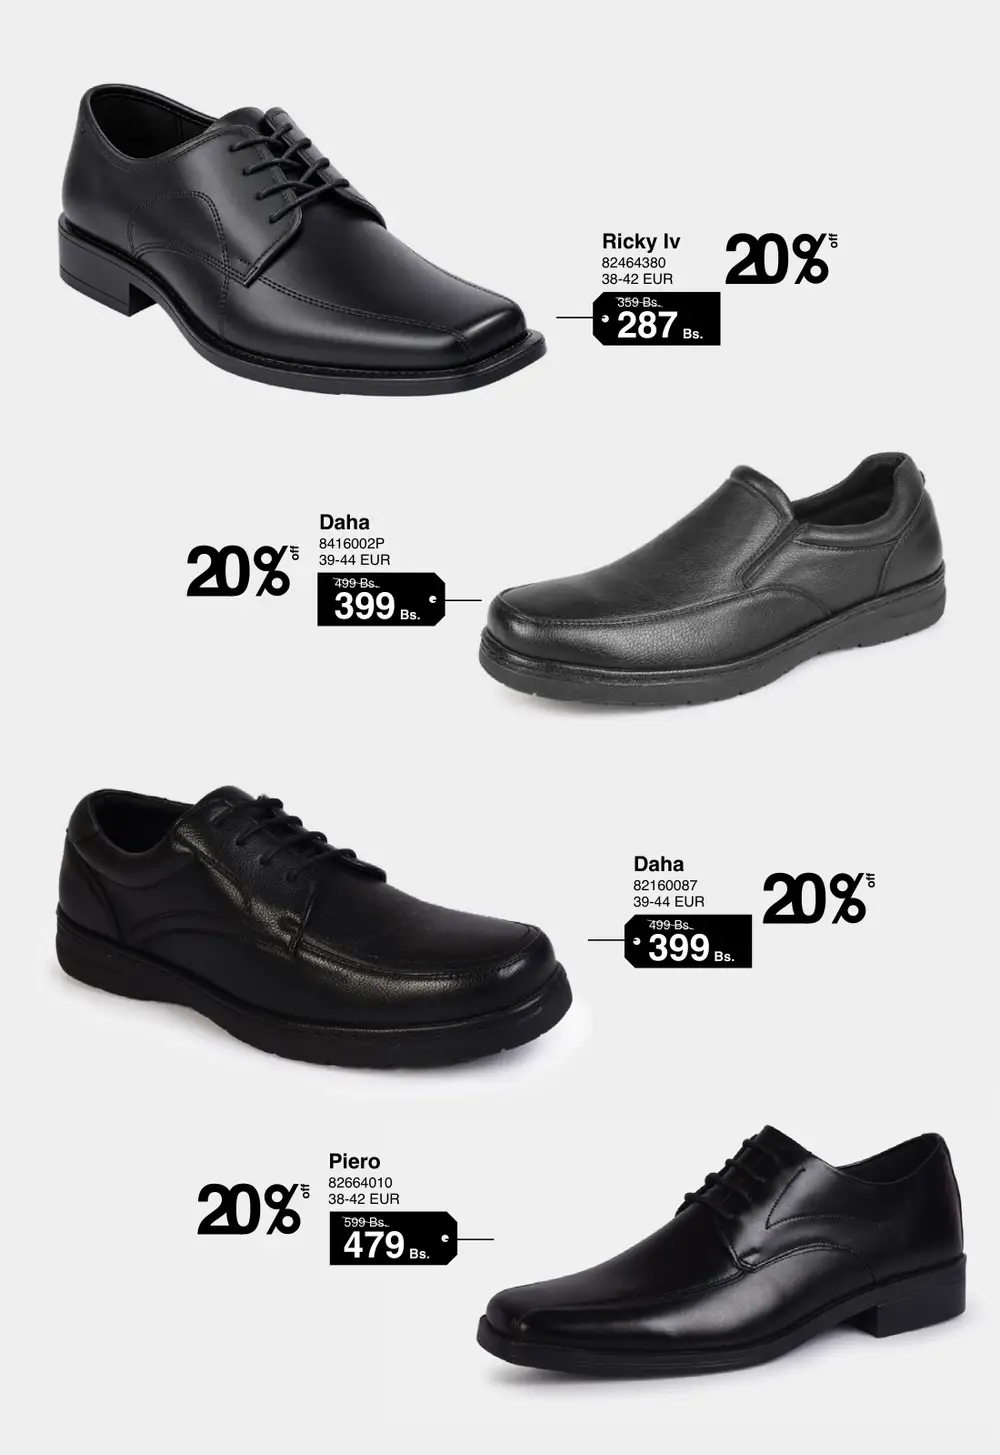 Ricky Iv
82464380
38-42 EUR
359 Bs.
287 Bs.
20% off
Daha
8416002P
39-44 EUR
499 Bs.
399 Bs.
20% off
Daha
82160087
39-44 EUR
499 Bs.
399 Bs.
20% off
Piero
82664010
38-42 EUR
599 Bs.
479 Bs.
20% off